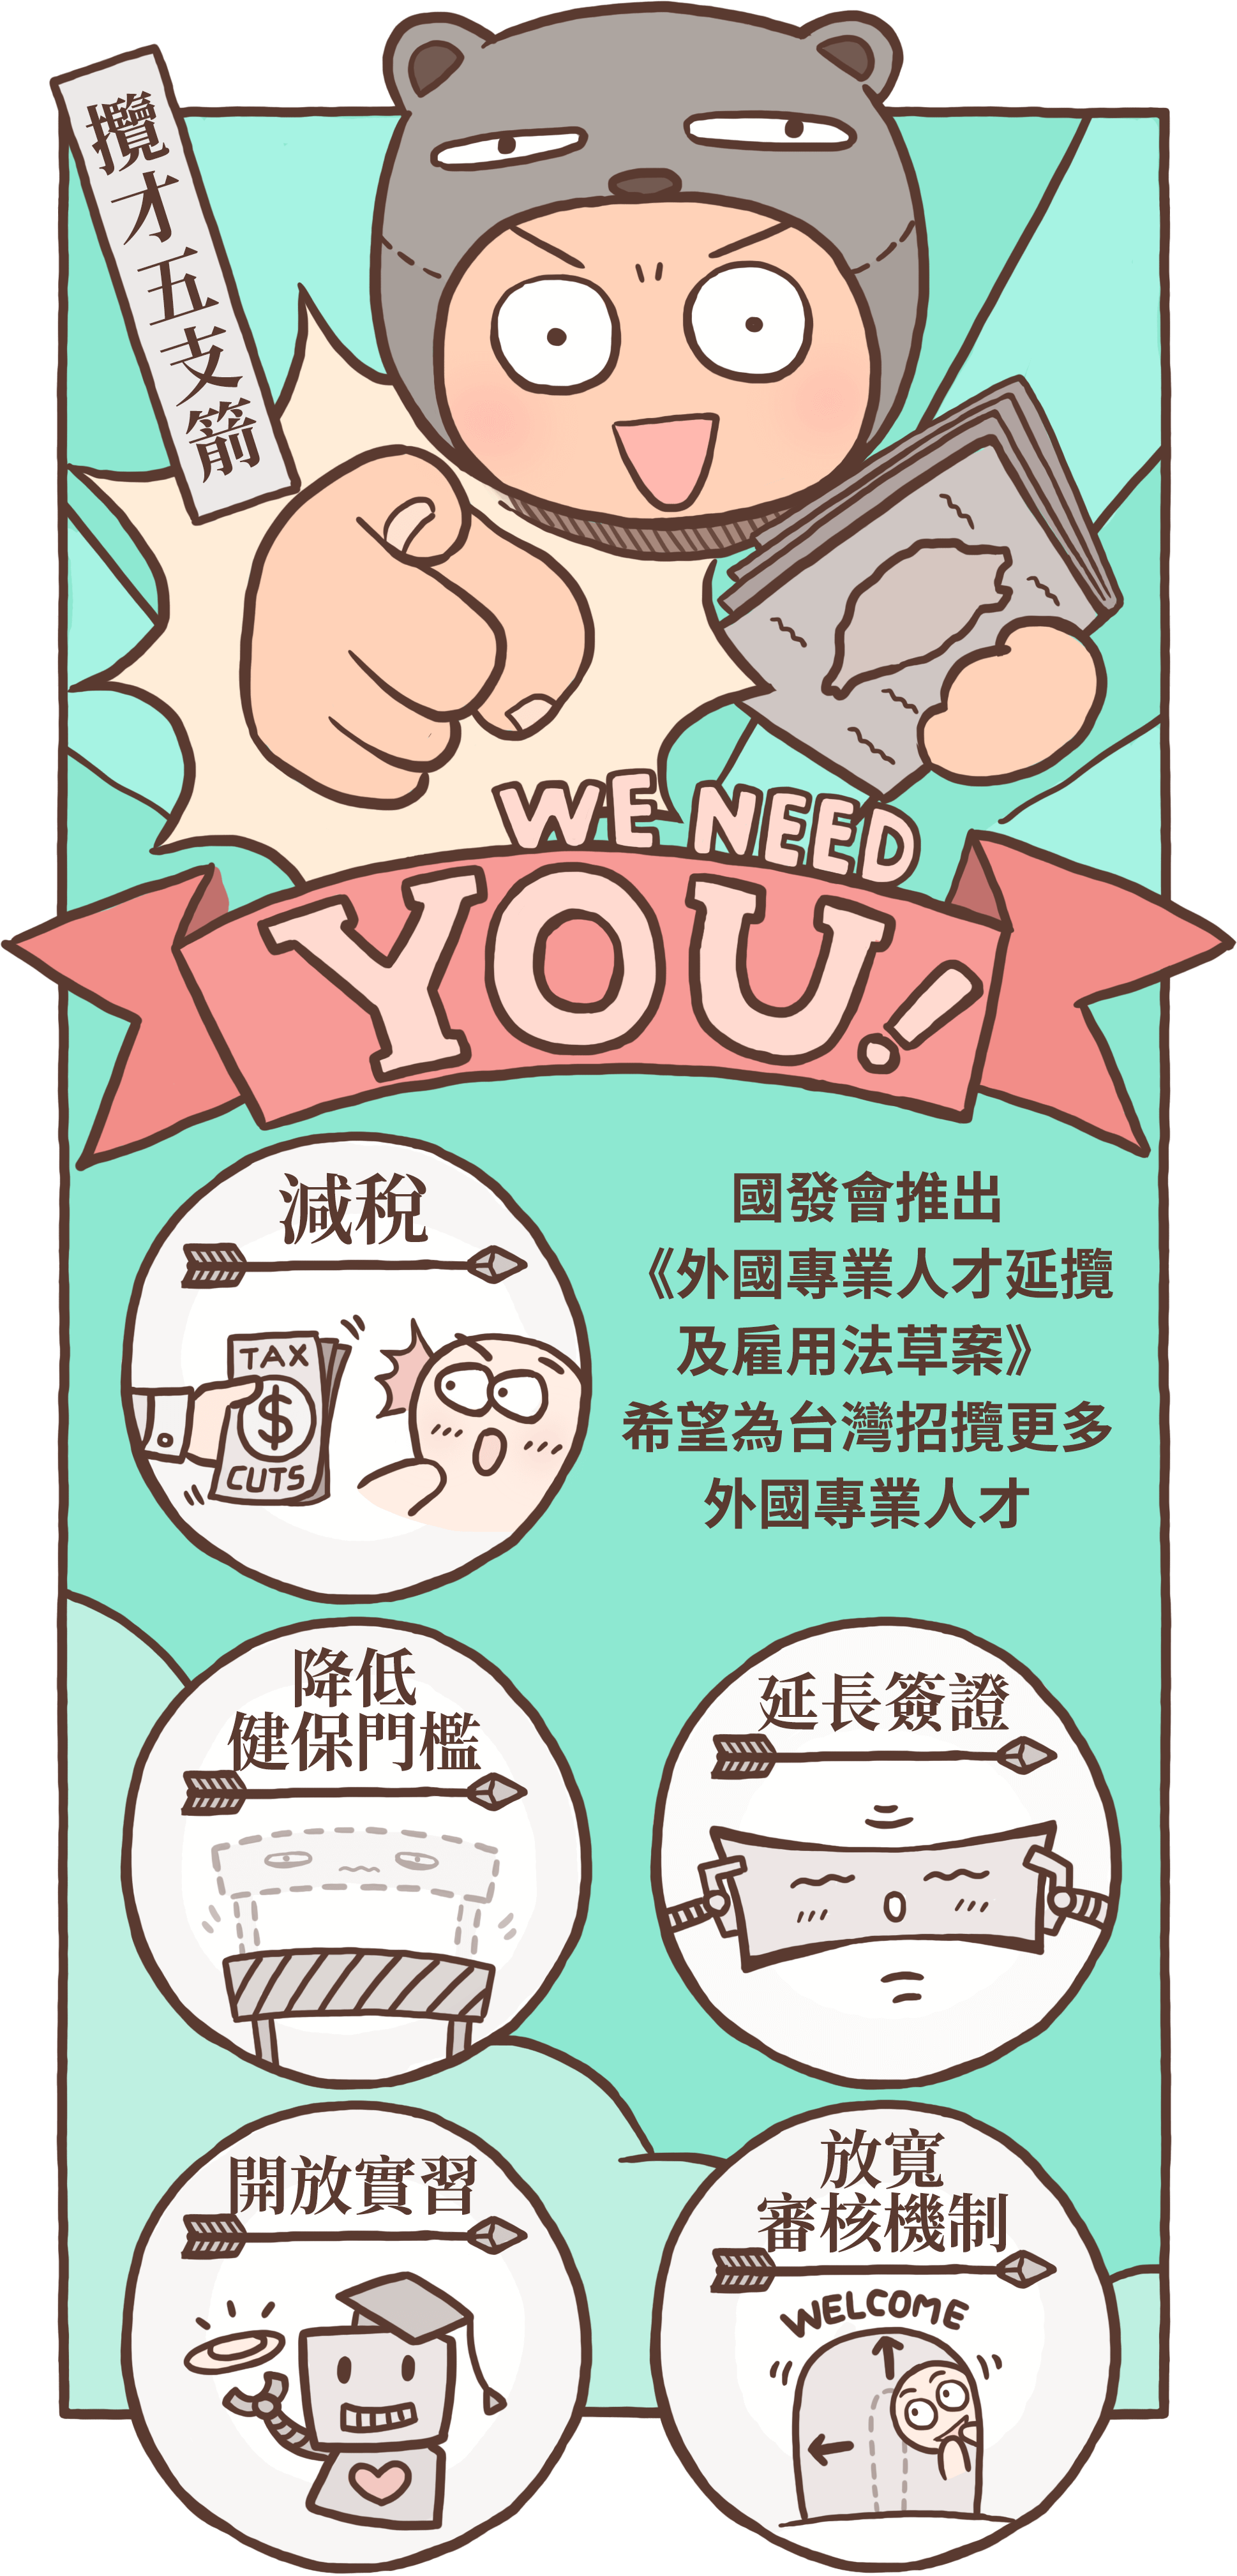 攬才五支箭
WE NEED
YOU!
減稅
TAX
$
CUTS
國發會推出
《外國專業人才延攬
及雇用法草案》
希望為台灣招攬更多
外國專業人才
降低
健保門檻
延長簽證
開放實習
放寬
審核機制
WELCOME